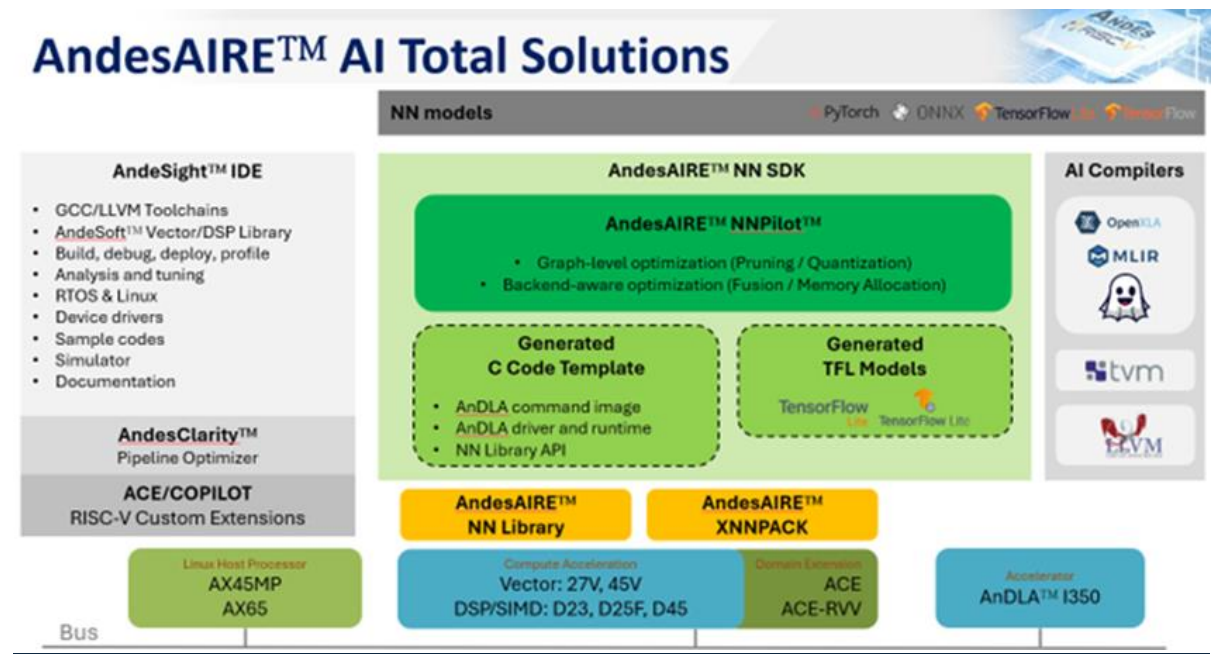 ANDES
AndesAIRE™ AI Total Solutions
NN models
PyTorch ONNX TensorFlow Lite TensorFlow
AndeSight™ IDE
• GCC/LLVM Toolchains
• AndeSoft™ Vector/DSP Library
• Build, debug, deploy, profile
• Analysis and tuning
• RTOS & Linux
• Device drivers
• Sample codes
• Simulator
• Documentation
AndesClarity™
Pipeline Optimizer
ACE/COPILOT
RISC-V Custom Extensions
AndesAIRE™ NN SDK
AndesAIRE™ NNPilot™
• Graph-level optimization (Pruning / Quantization)
• Backend-aware optimization (Fusion / Memory Allocation)
Generated
C Code Template
• AnDLA command image
• AnDLA driver and runtime
• NN Library API
Generated
TFL Models
TensorFlow
Lite
TensorFlow Lite
AI Compilers
OpenXLA
MLIR
tvm
LLVM
AndesAIRE™
NN Library
AndesAIRE™
XNNPACK
Linux Host Processor
AX45MP
AX65
Compute Acceleration
Vector: 27V, 45V
DSP/SIMD: D23, D25F, D45
Domain Extension
ACE
ACE-RVV
Accelerator
AnDLA™ I350
Bus